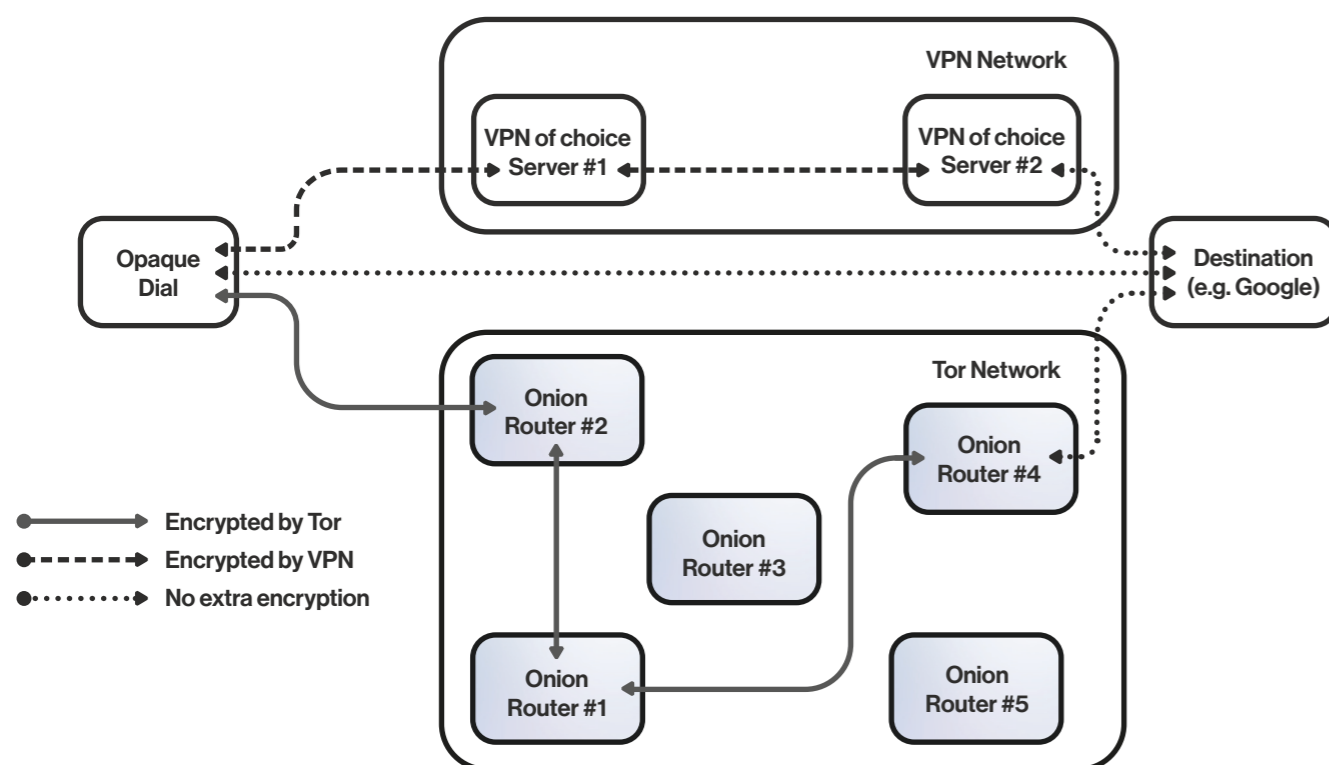 VPN Network
VPN of choice
Server #1
VPN of choice
Server #2
Opaque
Dial
Destination
(e.g. Google)
Tor Network
Onion
Router #2
Onion
Router #4
Onion
Router #3
Encrypted by Tor
Encrypted by VPN
No extra encryption
Onion
Router #1
Onion
Router #5